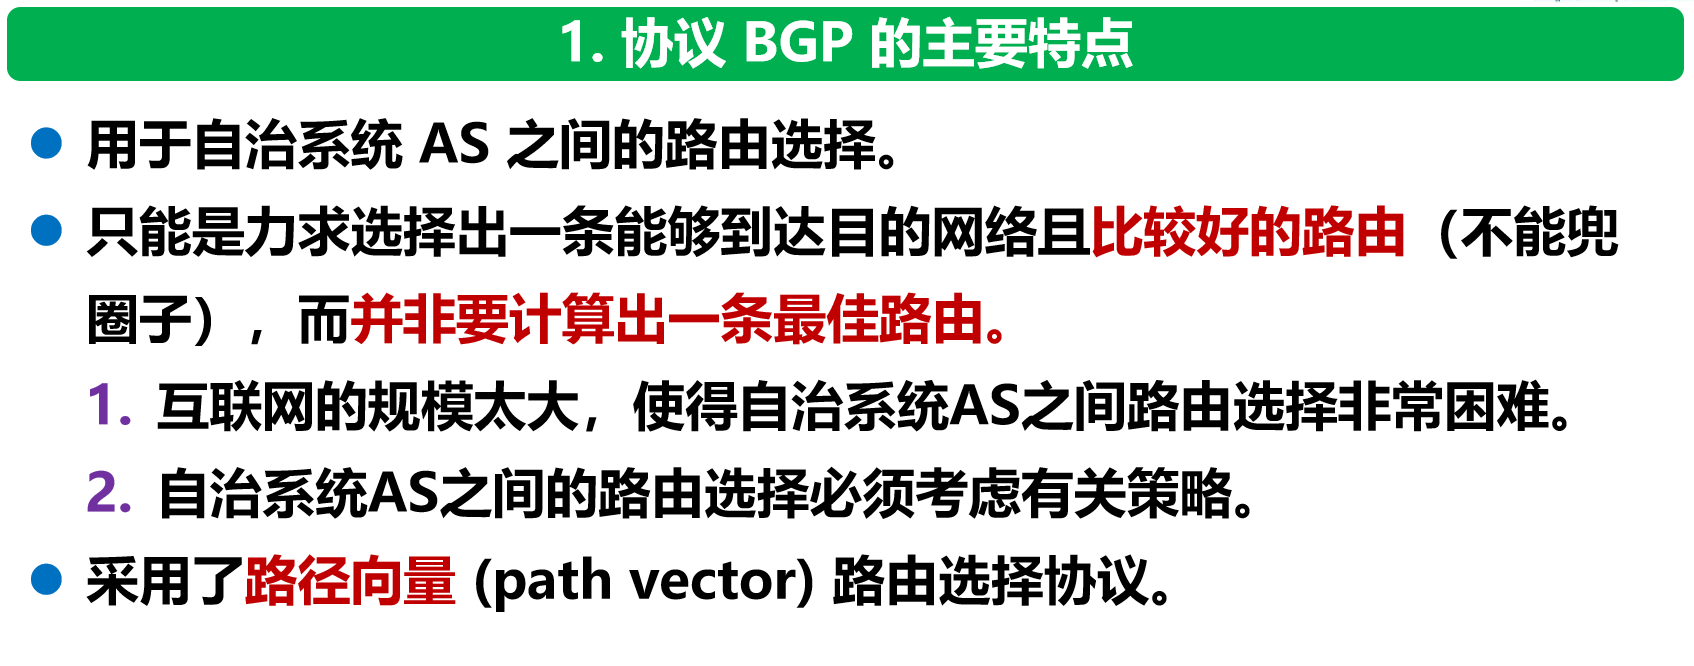 1. 协议 BGP 的主要特点
用于自治系统 AS 之间的路由选择。
只能是力求选择出一条能够到达目的网络且比较好的路由（不能兜
圈子），而并非要计算出一条最佳路由。
1. 互联网的规模太大，使得自治系统AS之间路由选择非常困难。
2. 自治系统AS之间的路由选择必须考虑有关策略。
采用了路径向量 (path vector) 路由选择协议。